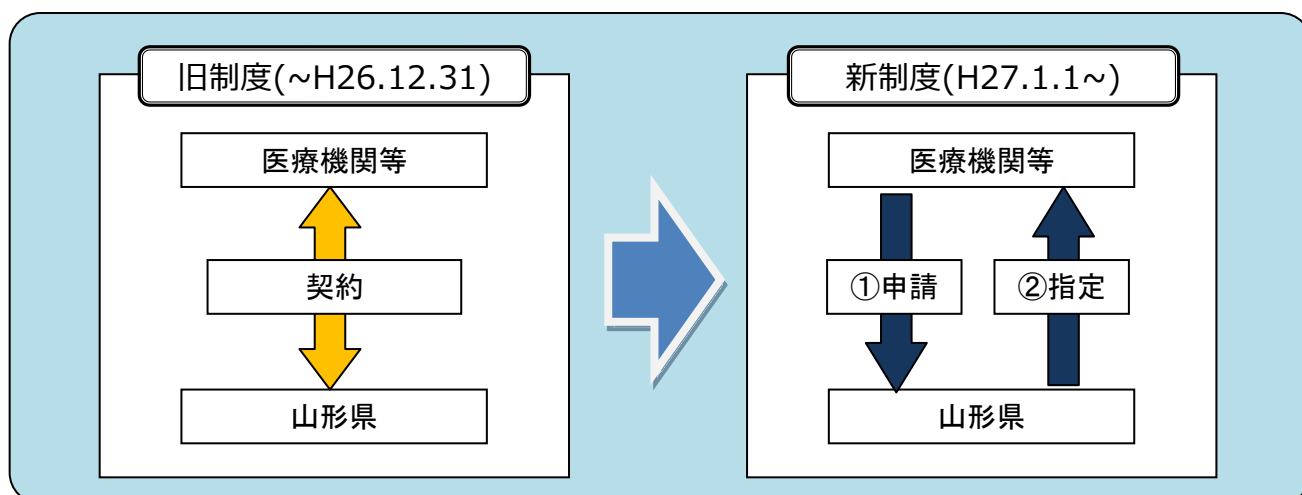 旧制度(~H26.12.31)
医療機関等
契約
山形県
新制度(H27.1.1~)
医療機関等
①申請
②指定
山形県